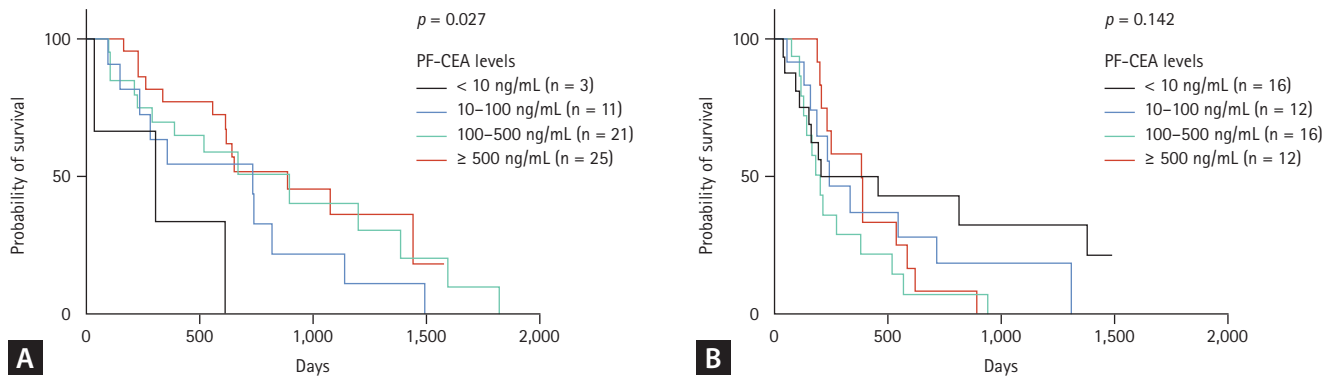 p = 0.027
PF-CEA levels
< 10 ng/mL (n = 3)
10–100 ng/mL (n = 11)
100–500 ng/mL (n = 21)
≥ 500 ng/mL (n = 25)
Probability of survival
100
50
0
0 500 1,000 1,500 2,000
Days
A
p = 0.142
PF-CEA levels
< 10 ng/mL (n = 16)
10–100 ng/mL (n = 12)
100–500 ng/mL (n = 16)
≥ 500 ng/mL (n = 12)
Probability of survival
100
50
0
0 500 1,000 1,500 2,000
Days
B